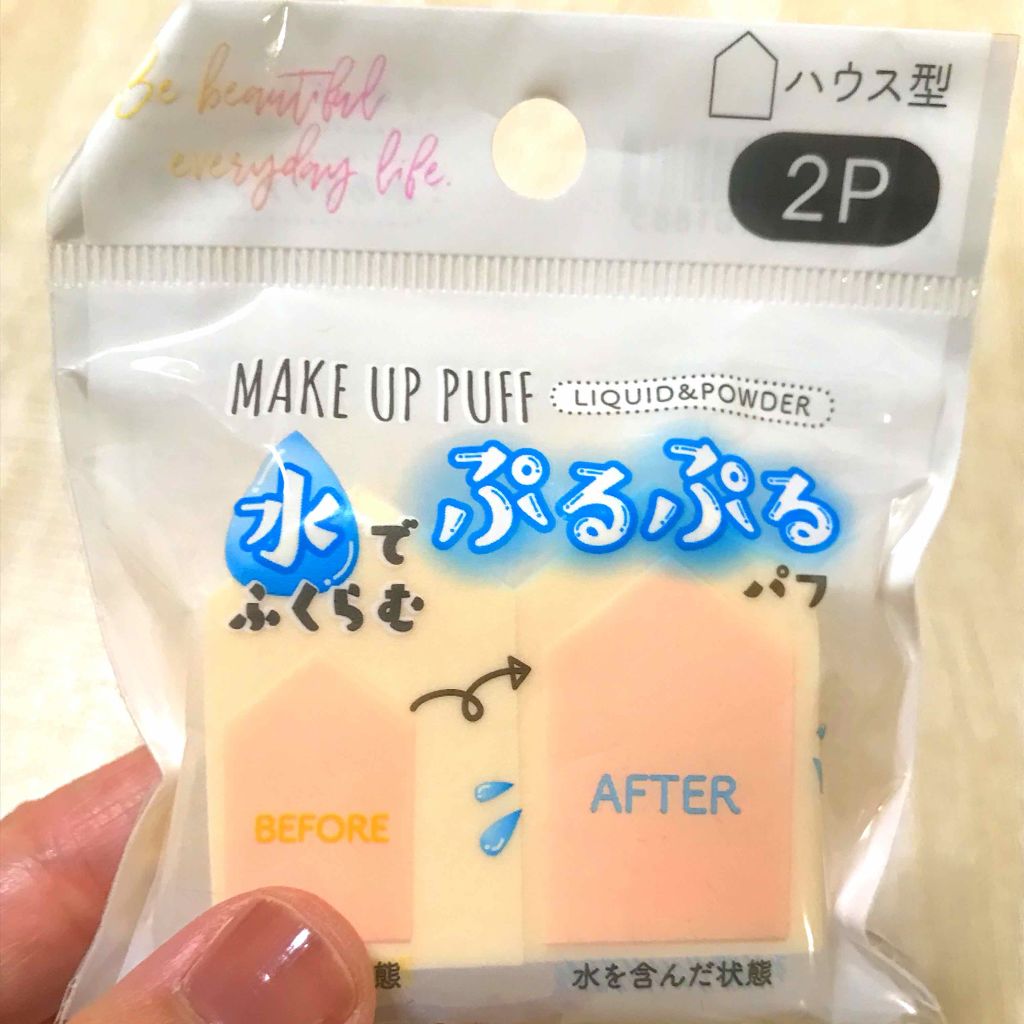 Be beautiful
everyday life.
ハウス型
2P
MAKE UP PUFF
LIQUID&POWDER
水で
ふくらむ
ぷるぷる
パフ
BEFORE
AFTER
態
水を含んだ状態